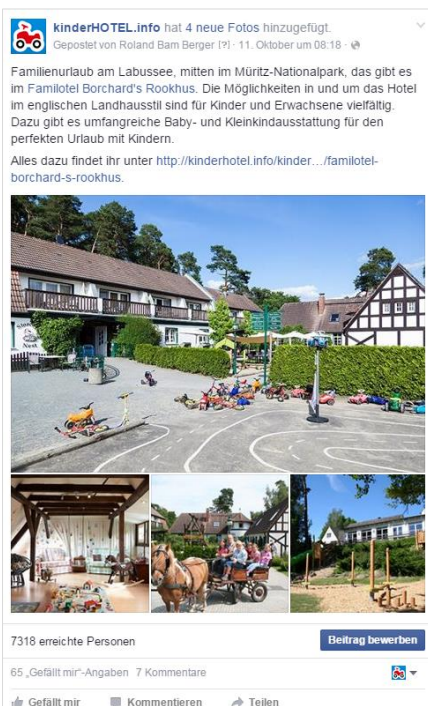 kinderHOTEL.info hat 4 neue Fotos hinzugefügt.
Gepostet von Roland Bam Berger [?] · 11. Oktober um 08:18 ·
Familienurlaub am Labussee, mitten im Müritz-Nationalpark, das gibt es
im Familotel Borchard's Rookhus. Die Möglichkeiten in und um das Hotel
im englischen Landhausstil sind für Kinder und Erwachsene vielfältig.
Dazu gibt es umfangreiche Baby- und Kleinkindausstattung für den
perfekten Urlaub mit Kindern.
Alles dazu findet ihr unter http://kinderhotel.info/kinder…/familotel-
borchard-s-rookhus.
Nest
7318 erreichte Personen
Beitrag bewerben
65 „Gefällt mir“-Angaben 7 Kommentare
Gefällt mir Kommentieren Teilen